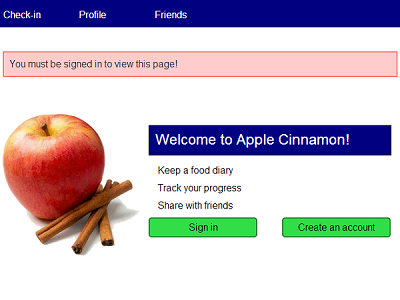 Check-in Profile Friends
You must be signed in to view this page!
Welcome to Apple Cinnamon!
Keep a food diary
Track your progress
Share with friends
Sign in Create an account